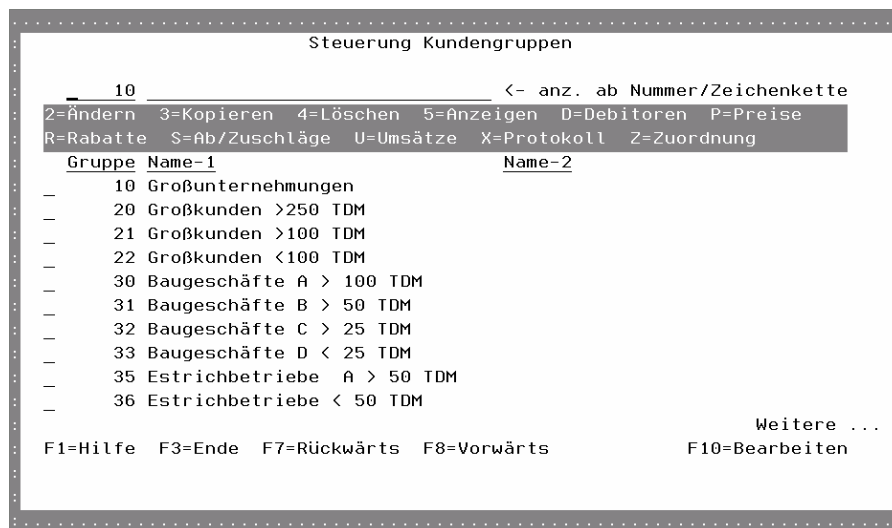 Steuerung Kundengruppen
10 <- anz. ab Nummer/Zeichenkette
2=Ändern 3=Kopieren 4=Löschen 5=Anzeigen D=Debitoren P=Preise
R=Rabatte S=Ab/Zuschläge U=Umsätze X=Protokoll Z=Zuordnung
Gruppe Name-1 Name-2
10 Großunternehmungen
20 Großkunden >250 TDM
21 Großkunden >100 TDM
22 Großkunden <100 TDM
30 Baugeschäfte A > 100 TDM
31 Baugeschäfte B > 50 TDM
32 Baugeschäfte C > 25 TDM
33 Baugeschäfte D < 25 TDM
35 Estrichbetriebe A > 50 TDM
36 Estrichbetriebe < 50 TDM
Weitere ...
F1=Hilfe F3=Ende F7=Rückwärts F8=Vorwärts F10=Bearbeiten